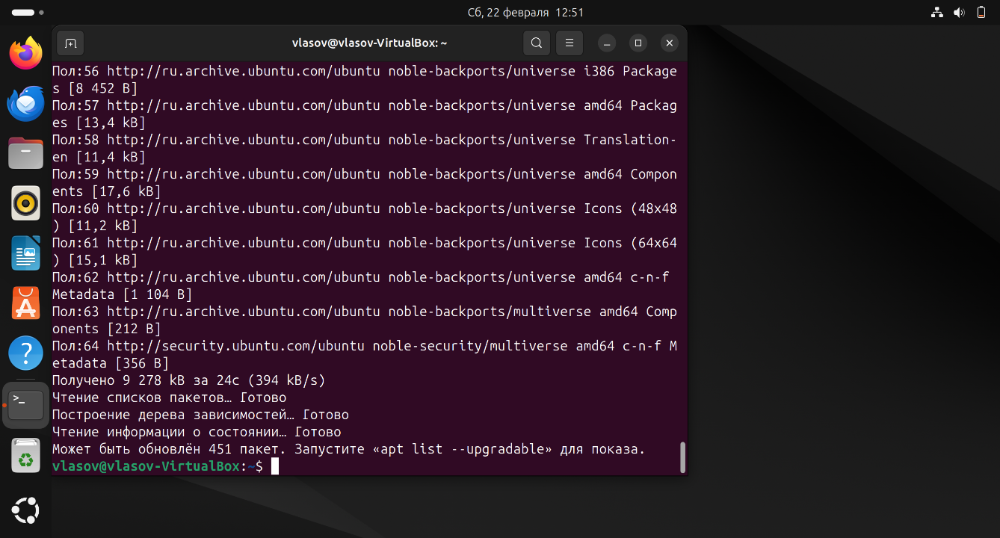 Сб, 22 февраля 12:51
vlasov@vlasov-VirtualBox: ~
Пол:56 http://ru.archive.ubuntu.com/ubuntu noble-backports/universe i386 Package
s [8 452 B]
Пол:57 http://ru.archive.ubuntu.com/ubuntu noble-backports/universe amd64 Packag
es [13,4 kB]
Пол:58 http://ru.archive.ubuntu.com/ubuntu noble-backports/universe Translation-
en [11,4 kB]
Пол:59 http://ru.archive.ubuntu.com/ubuntu noble-backports/universe amd64 Compon
ents [17,6 kB]
Пол:60 http://ru.archive.ubuntu.com/ubuntu noble-backports/universe Icons (48x48
) [11,2 kB]
Пол:61 http://ru.archive.ubuntu.com/ubuntu noble-backports/universe Icons (64x64
) [15,1 kB]
Пол:62 http://ru.archive.ubuntu.com/ubuntu noble-backports/universe amd64 c-n-f
Metadata [1 104 B]
Пол:63 http://ru.archive.ubuntu.com/ubuntu noble-backports/multiverse amd64 Comp
onents [212 B]
Пол:64 http://security.ubuntu.com/ubuntu noble-security/multiverse amd64 c-n-f M
etadata [356 B]
Получено 9 278 kB за 24с (394 kB/s)
Чтение списков пакетов… Готово
Построение дерева зависимостей… Готово
Чтение информации о состоянии… Готово
Может быть обновлён 451 пакет. Запустите «apt list --upgradable» для показа.
vlasov@vlasov-VirtualBox:~$